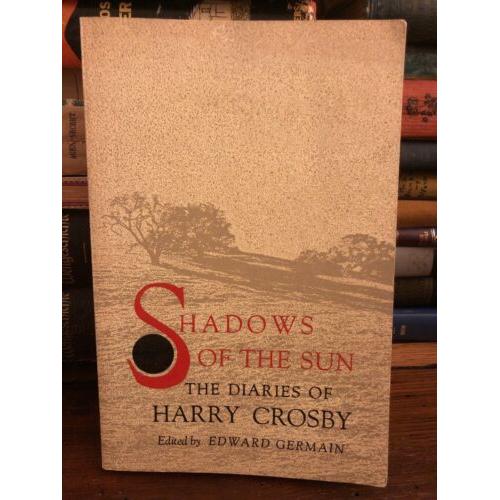 SHADOWS
OF THE SUN
THE DIARIES OF
HARRY CROSBY
Edited by EDWARD GERMAIN